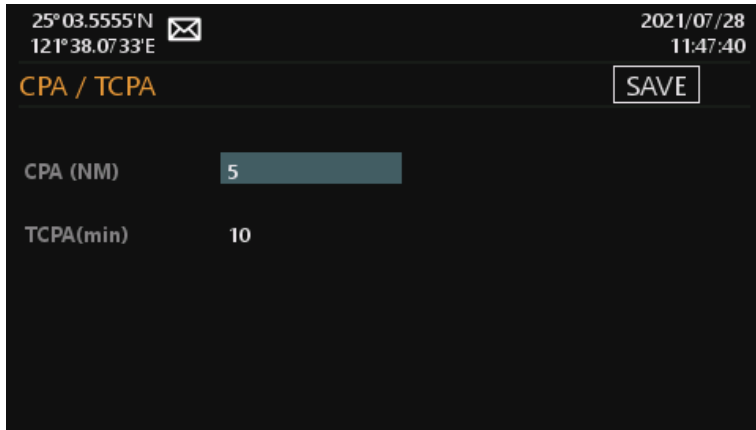 25°03.5555'N
121°38.0733'E
2021/07/28
11:47:40
CPA / TCPA
SAVE
CPA (NM) 5
TCPA(min) 10